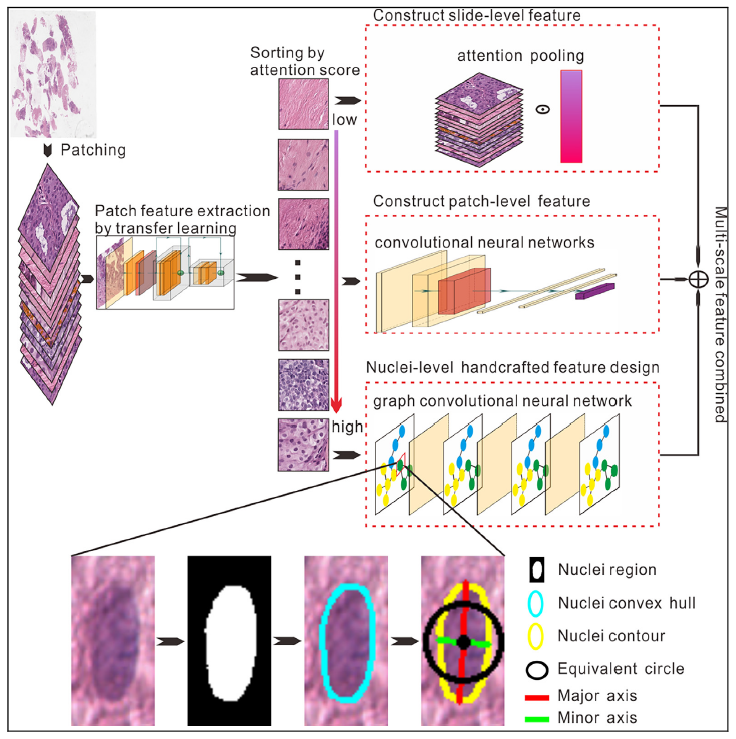 Construct slide-level feature
Sorting by
attention score
attention pooling
low
Patching
Patch feature extraction
by transfer learning
Construct patch-level feature
convolutional neural networks
Multi-scale feature combined
Nuclei-level handcrafted feature design
graph convolutional neural network
high
Nuclei region
Nuclei convex hull
Nuclei contour
Equivalent circle
Major axis
Minor axis